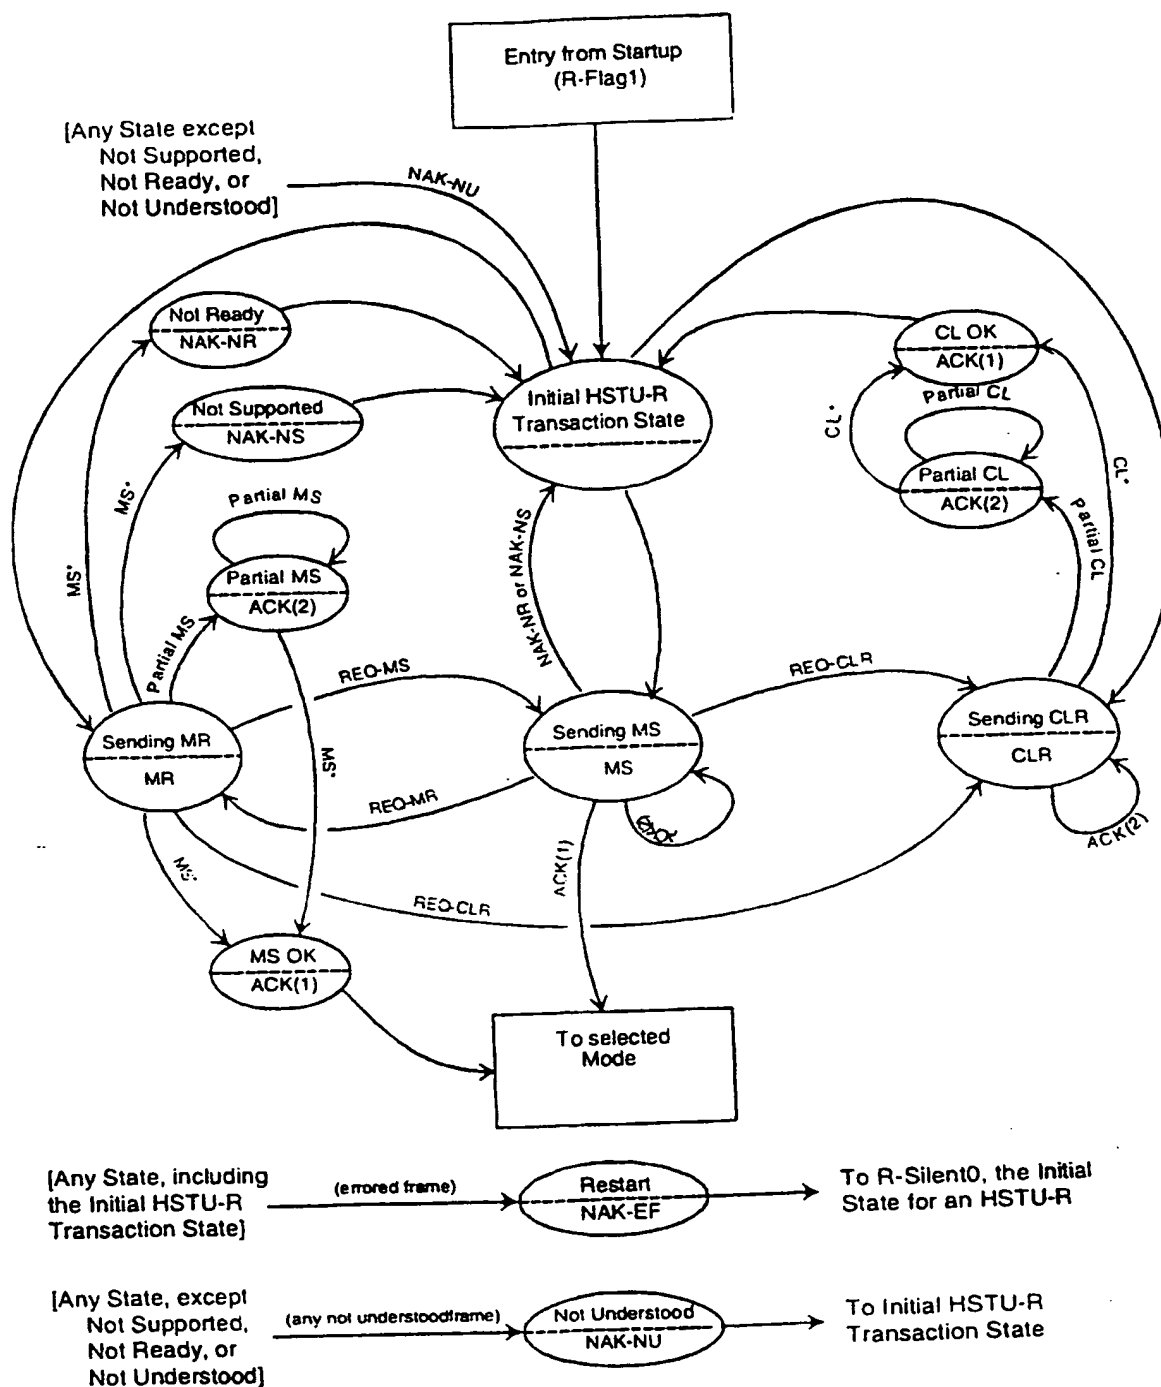 Entry from Startup
(R-Flag1)
[Any State except
Not Supported,
Not Ready, or
Not Understood]
NAK-NU
Not Ready
NAK-NR
Not Supported
NAK-NS
Initial HSTU-R
Transaction State
CL OK
ACK(1)
Partial CL
CL*
Partial CL
ACK(2)
CL*
Partial CL
MS*
MS*
Partial MS
Partial MS
ACK(2)
Partial MS
NAK-NR or NAK-NS
REQ-MS
REQ-CLR
Sending MR
MR
MS*
Sending MS
MS
Sending CLR
CLR
REQ-MR
ACK(2)
MS*
ACK(1)
REQ-CLR
MS OK
ACK(1)
To selected
Mode
[Any State, including
the Initial HSTU-R
Transaction State]
(errored frame)
Restart
NAK-EF
To R-Silent0, the Initial
State for an HSTU-R
[Any State, except
Not Supported,
Not Ready, or
Not Understood]
(any not understoodframe)
Not Understood
NAK-NU
To Initial HSTU-R
Transaction State